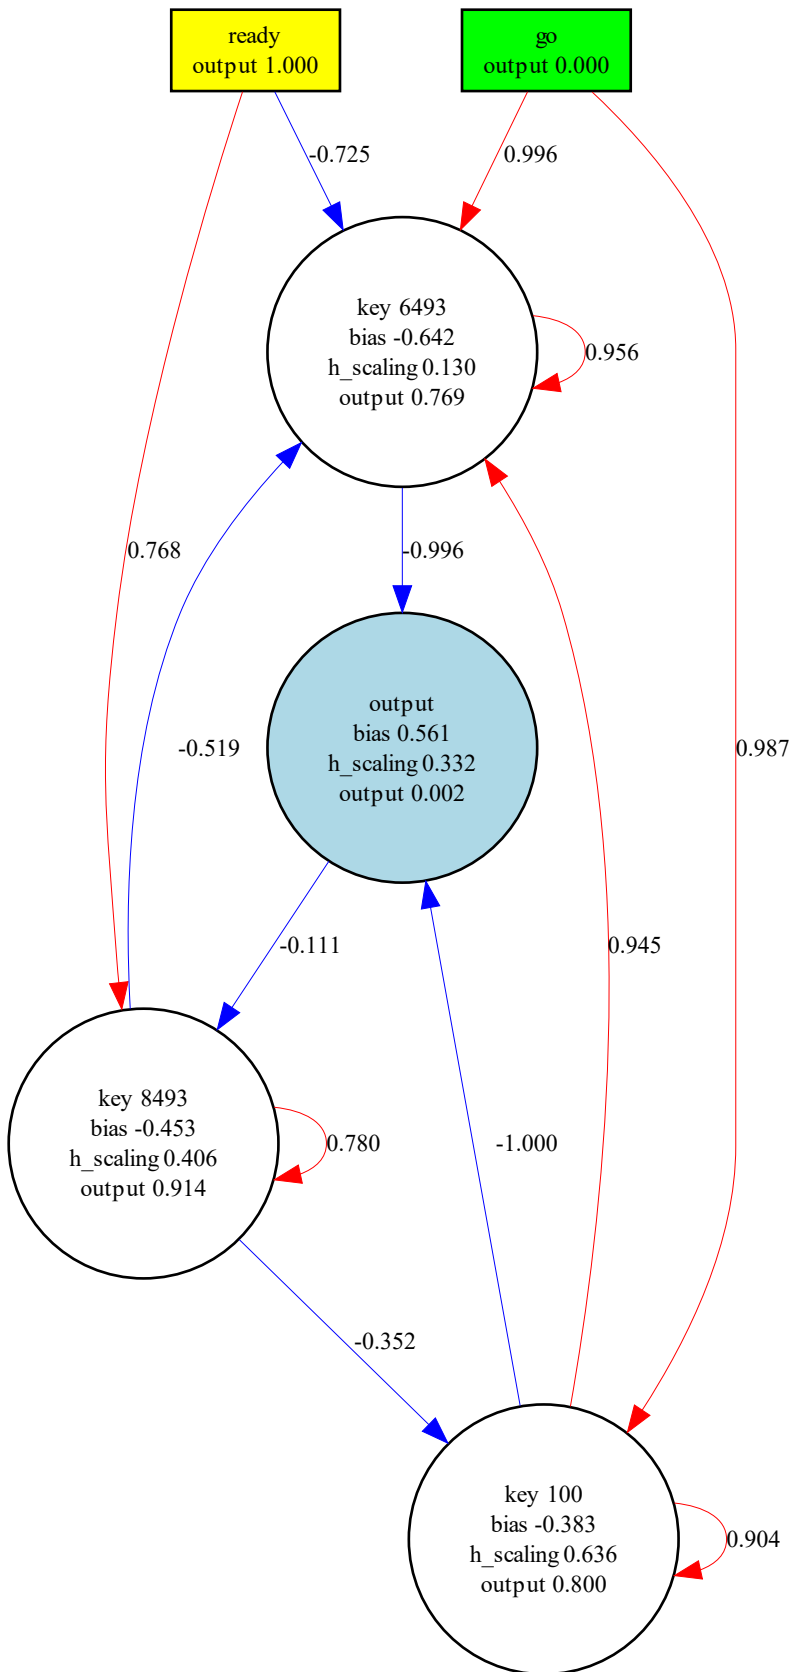 ready
output 1.000
go
output 0.000
-0.725
0.996
key 6493
bias -0.642
h_scaling 0.130
output 0.769
0.956
0.768
-0.996
output
bias 0.561
h_scaling 0.332
output 0.002
-0.519
0.987
-0.111
0.945
key 8493
bias -0.453
h_scaling 0.406
output 0.914
0.780
-1.000
-0.352
key 100
bias -0.383
h_scaling 0.636
output 0.800
0.904